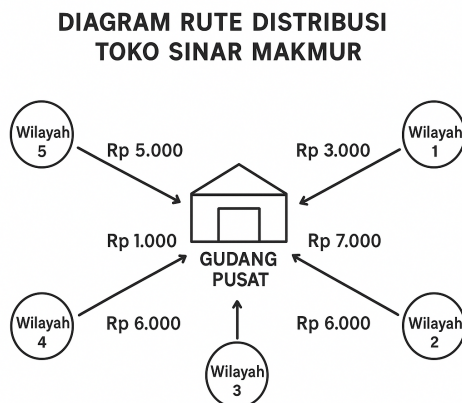 DIAGRAM RUTE DISTRIBUSI
TOKO SINAR MAKMUR
Wilayah
5
Rp 5.000
Rp 3.000
Wilayah
1
Rp 1.000
Rp 7.000
GUDANG
PUSAT
Wilayah
4
Rp 6.000
Rp 6.000
Wilayah
2
Wilayah
3